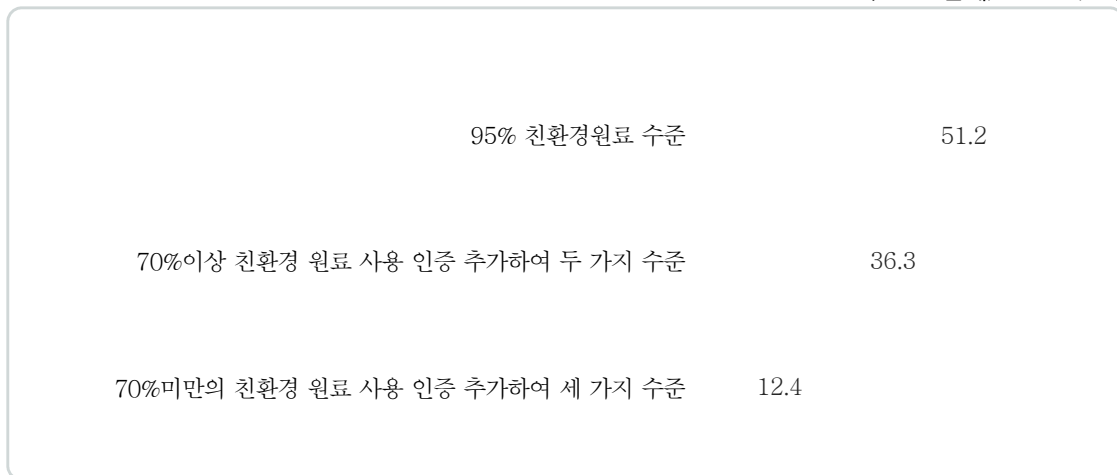 95% 친환경원료 수준 51.2
70%이상 친환경 원료 사용 인증 추가하여 두 가지 수준 36.3
70%미만의 친환경 원료 사용 인증 추가하여 세 가지 수준 12.4